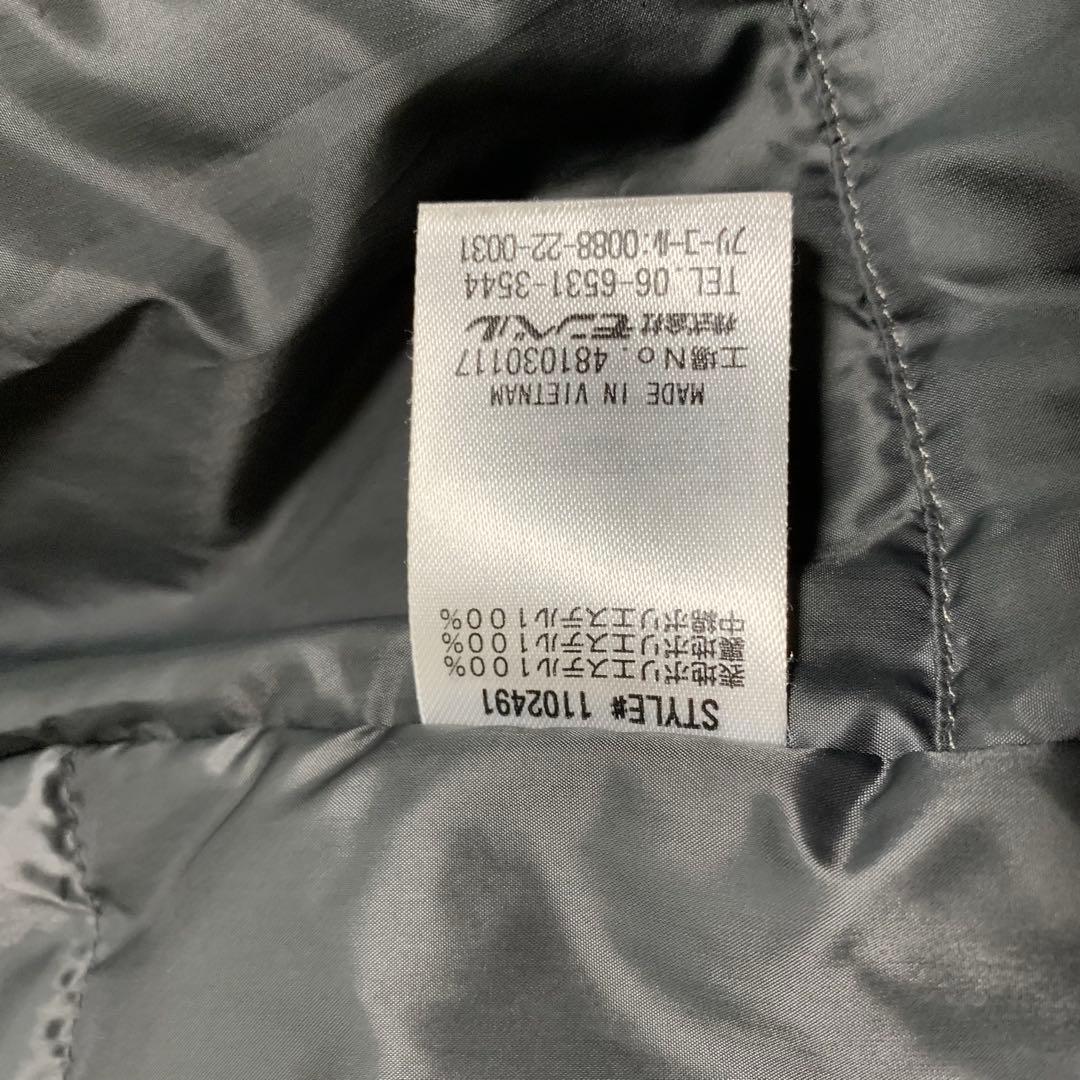 STYLE# 1102491
表地ポリエステル100%
裏地ポリエステル100%
中綿ポリエステル100%
MADE IN VIETNAM
工場No. 481030117
株式会社モンベル
TEL. 06-6531-3544
フリーコール:0088-22-0031